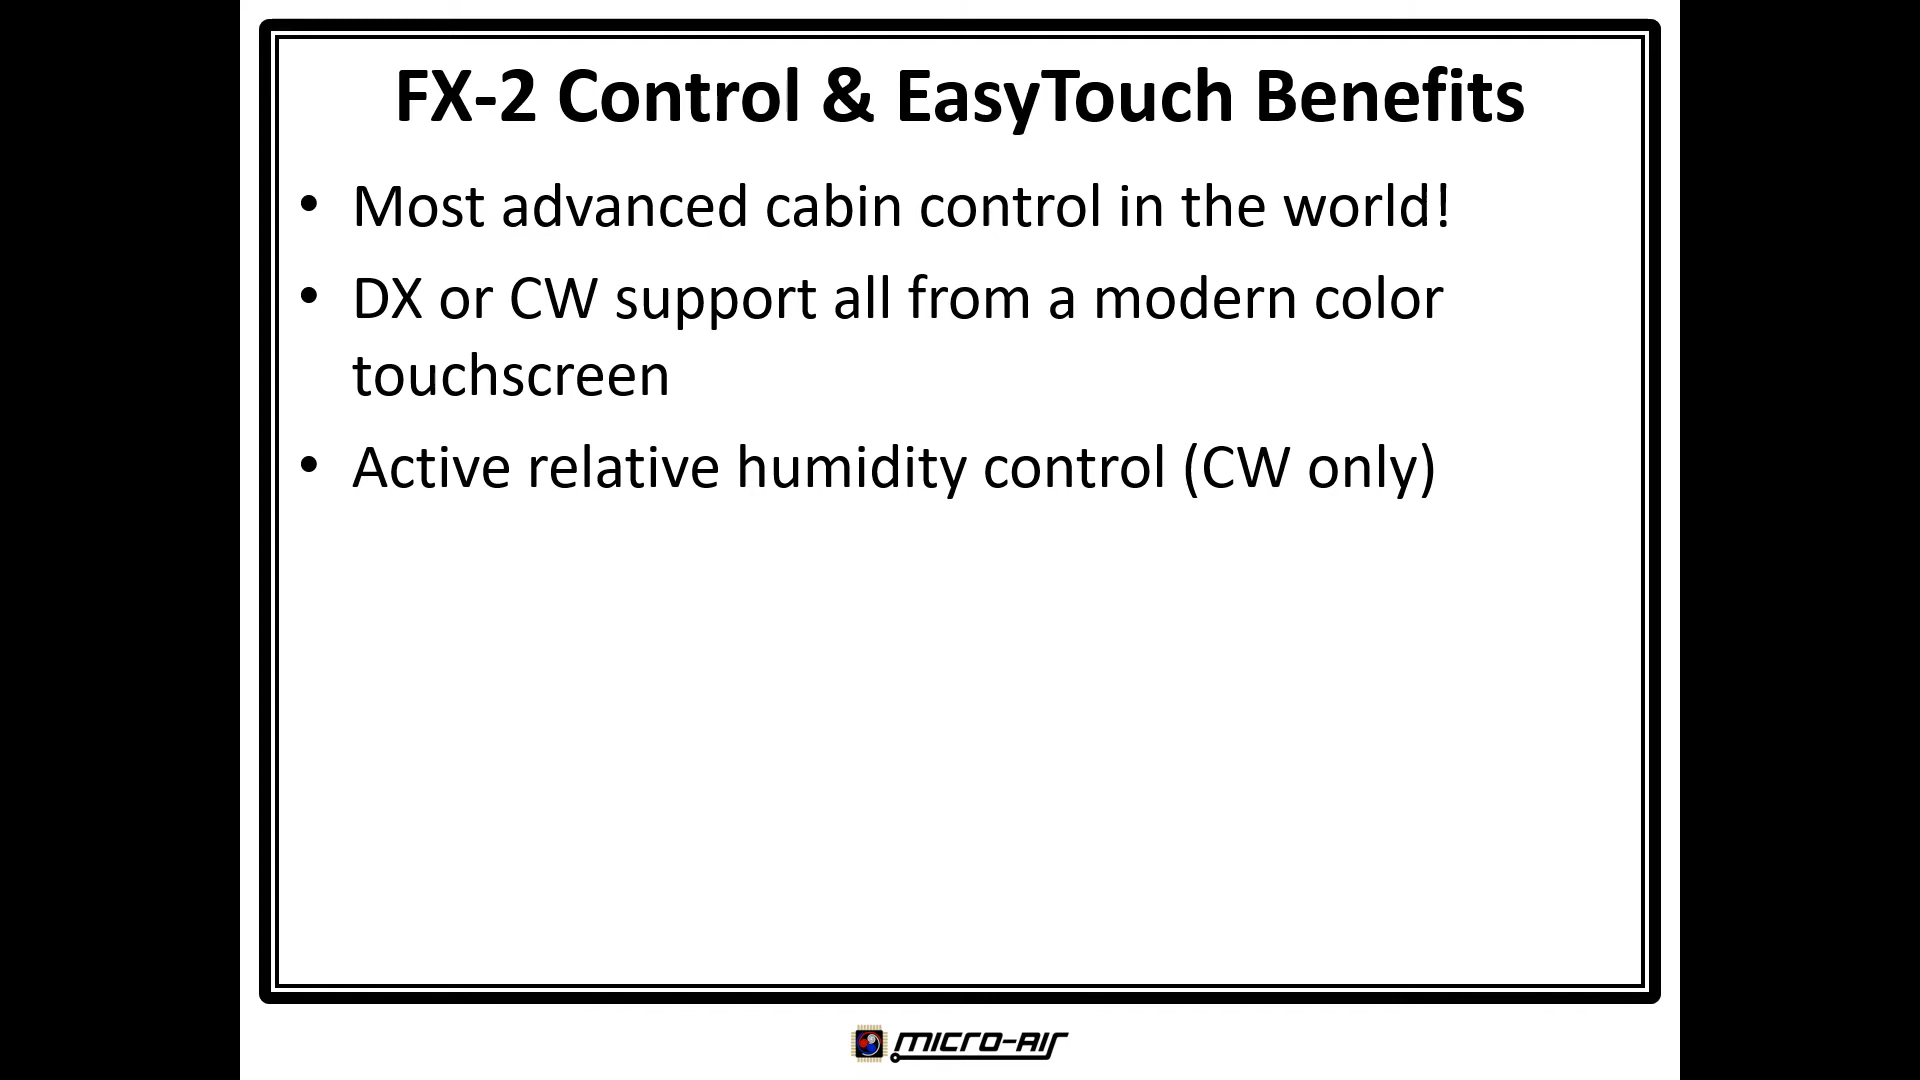 FX-2 Control & EasyTouch Benefits
• Most advanced cabin control in the world!
• DX or CW support all from a modern color
touchscreen
• Active relative humidity control (CW only)
MICRO-AIR